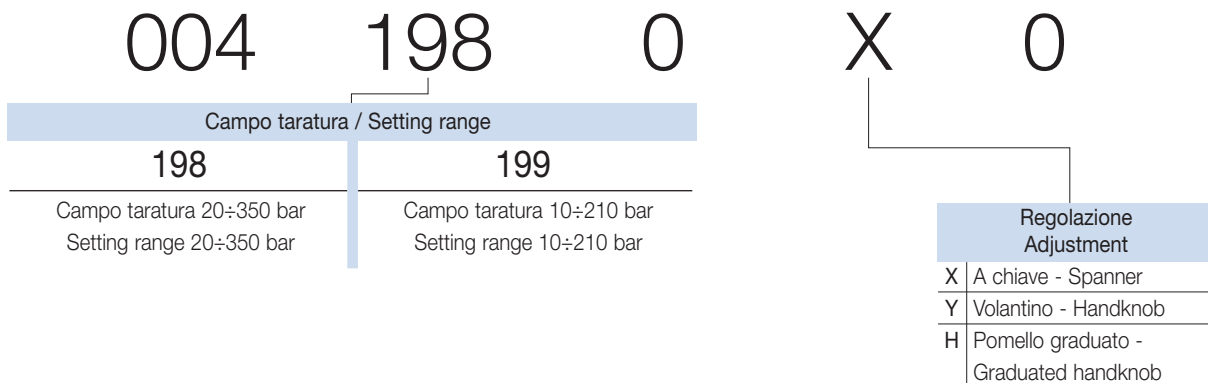 004 198 0 X 0
Campo taratura / Setting range
198 199
Campo taratura 20÷350 bar
Setting range 20÷350 bar
Campo taratura 10÷210 bar
Setting range 10÷210 bar
Regolazione
Adjustment
X A chiave - Spanner
Y Volantino - Handknob
H Pomello graduato -
Graduated handknob